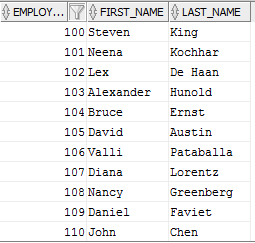 EMPLOY... FIRST_NAME LAST_NAME
100 Steven King
101 Neena Kochhar
102 Lex De Haan
103 Alexander Hunold
104 Bruce Ernst
105 David Austin
106 Valli Pataballa
107 Diana Lorentz
108 Nancy Greenberg
109 Daniel Faviet
110 John Chen